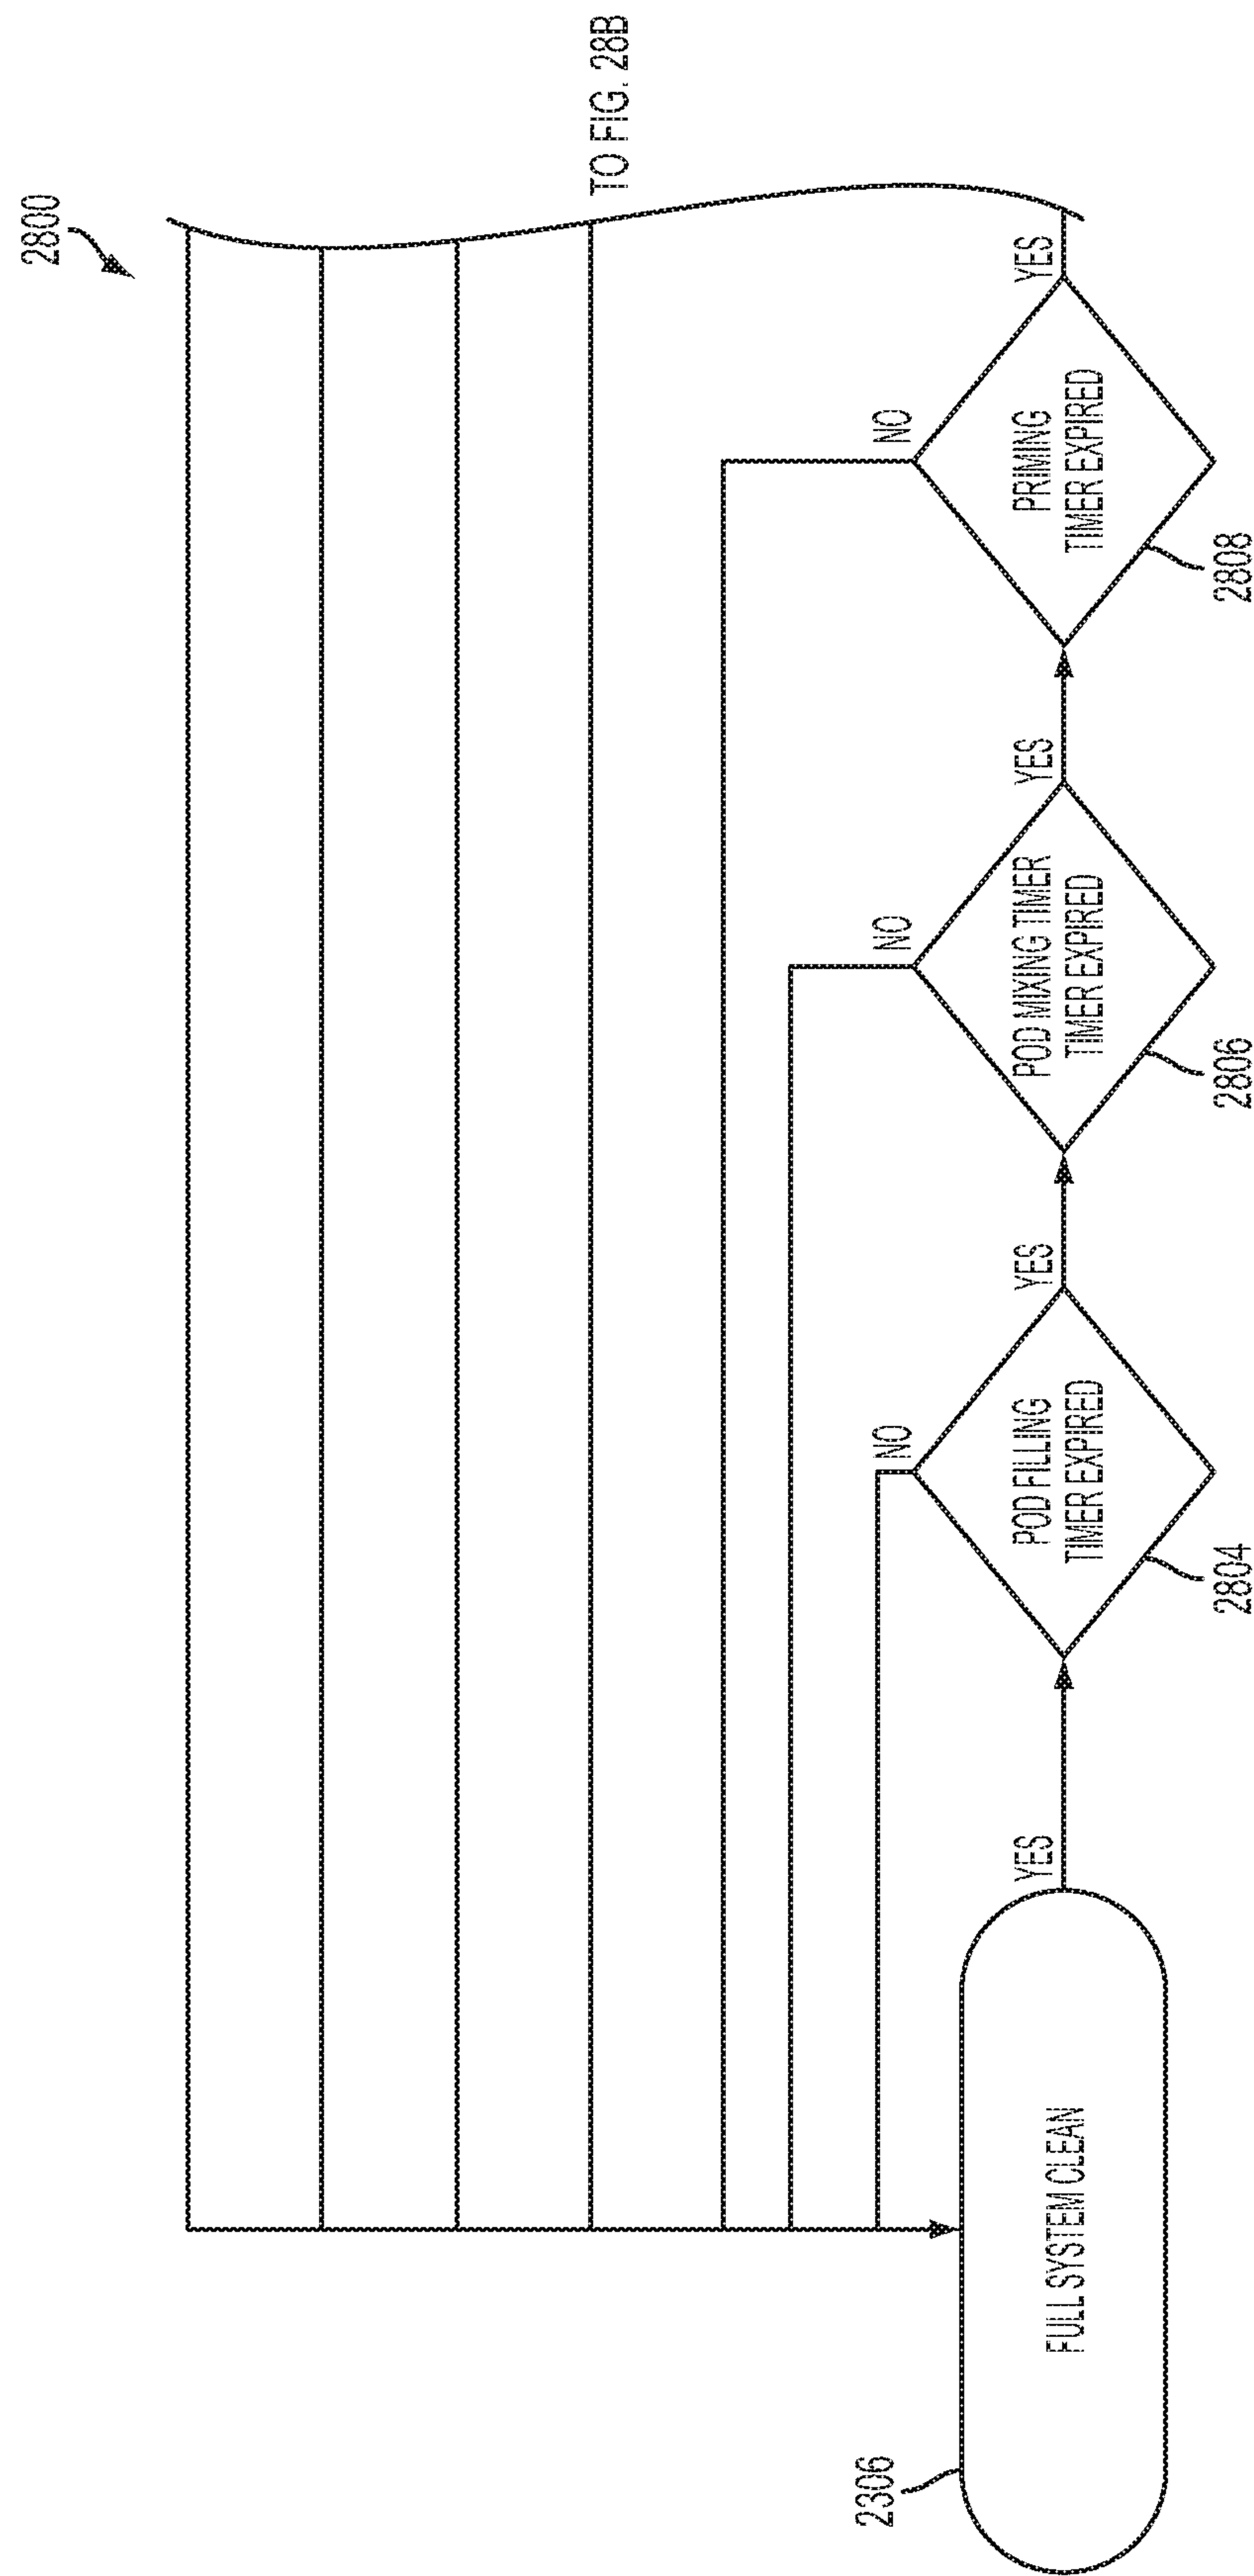 2800
TO FIG. 28B
2306
FULL SYSTEM CLEAN
YES
POD FILLING
TIMER EXPIRED
NO
YES
2804
POD MIXING TIMER
TIMER EXPIRED
NO
YES
2806
PRIMING
TIMER EXPIRED
NO
YES
2808